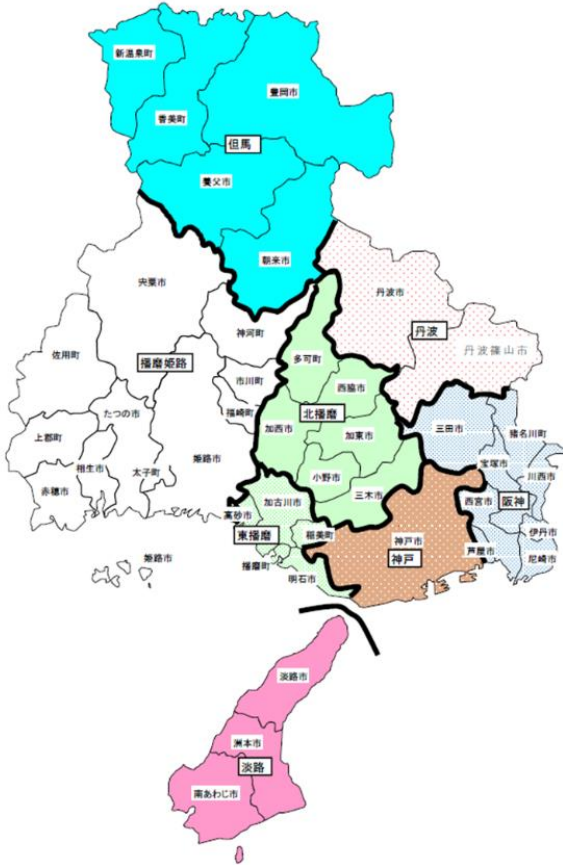 新温泉町
豊岡市
香美町
但馬
養父市
朝来市
宍粟市
丹波市
神河町
丹波
佐用町
多可町
丹波篠山市
播磨姫路
市川町
西脇市
たつの市
福崎町
北播磨
猪名川町
加西市
加東市
三田市
上郡町
姫路市
宝塚市
相生市
太子町
小野市
川西市
赤穂市
加古川市
三木市
西宮市
阪神
高砂市
稲美町
伊丹市
東播磨
神戸市
姫路市
神戸
芦屋市
尼崎市
播磨町
明石市
淡路市
洲本市
淡路
南あわじ市